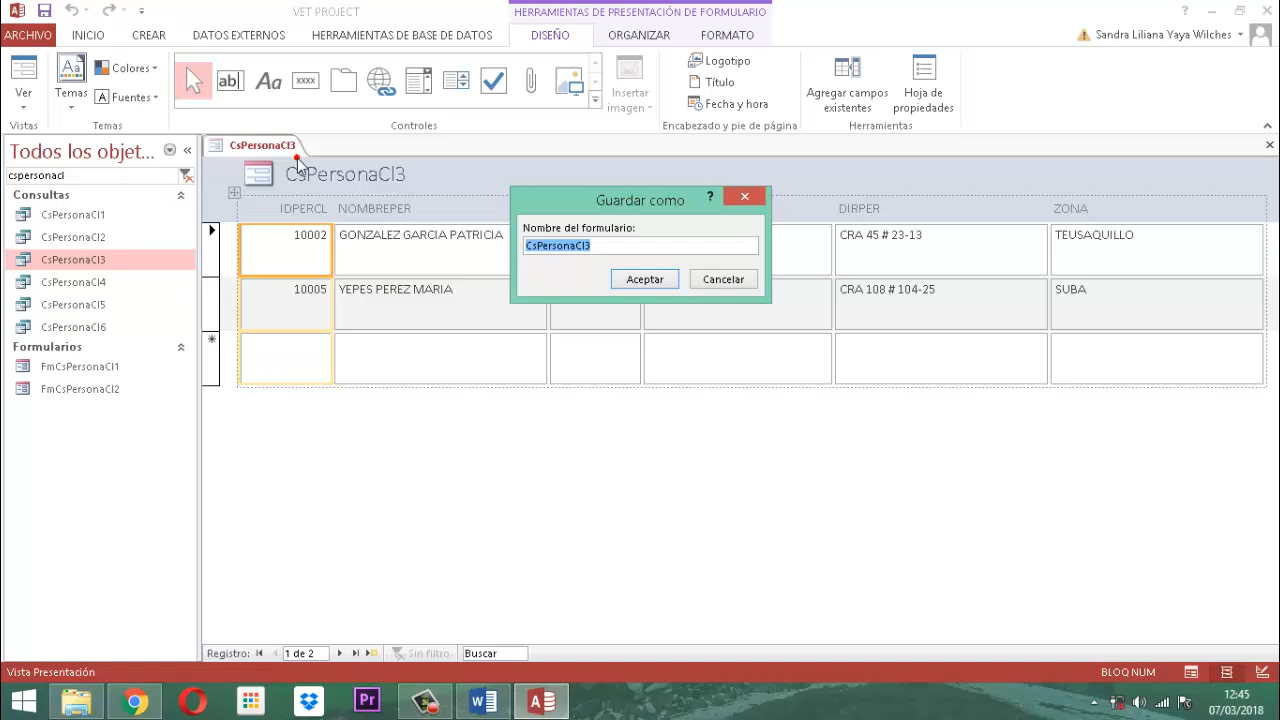 VET PROJECT
HERRAMIENTAS DE PRESENTACIÓN DE FORMULARIO
?
ARCHIVO
INICIO
CREAR
DATOS EXTERNOS
HERRAMIENTAS DE BASE DE DATOS
DISEÑO
ORGANIZAR
FORMATO
Sandra Liliana Yaya Wilches
Ver
Temas
Colores
Fuentes
ab|
Aa
xxxx
Insertar
imagen
Logotipo
Título
Fecha y hora
Agregar campos
existentes
Hoja de
propiedades
Vistas
Temas
Controles
Encabezado y pie de página
Herramientas
Todos los objet...
cspersonacl
Consultas
CsPersonaCl1
CsPersonaCl2
CsPersonaCl3
CsPersonaCl4
CsPersonaCl5
CsPersonaCl6
Formularios
FmCsPersonaCl1
FmCsPersonaCl2
CsPersonaCl3
CsPersonaCl3
IDPERCL NOMBREPER DIRPER ZONA
10002 GONZALEZ GARCIA PATRICIA CRA 45 # 23-13 TEUSAQUILLO
10005 YEPES PEREZ MARIA CRA 108 # 104-25 SUBA
Guardar como
?
Nombre del formulario:
CsPersonaCl3
Aceptar
Cancelar
Registro: 1 de 2 Sin filtro Buscar
Vista Presentación
BLOQ NUM
Pr
12:45
07/03/2018